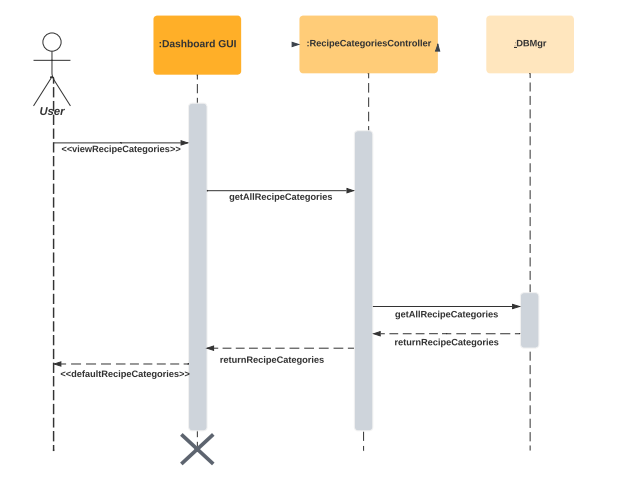 :Dashboard GUI
:RecipeCategoriesController
:DBMgr
User
<<viewRecipeCategories>>
getAllRecipeCategories
getAllRecipeCategories
returnRecipeCategories
returnRecipeCategories
<<defaultRecipeCategories>>